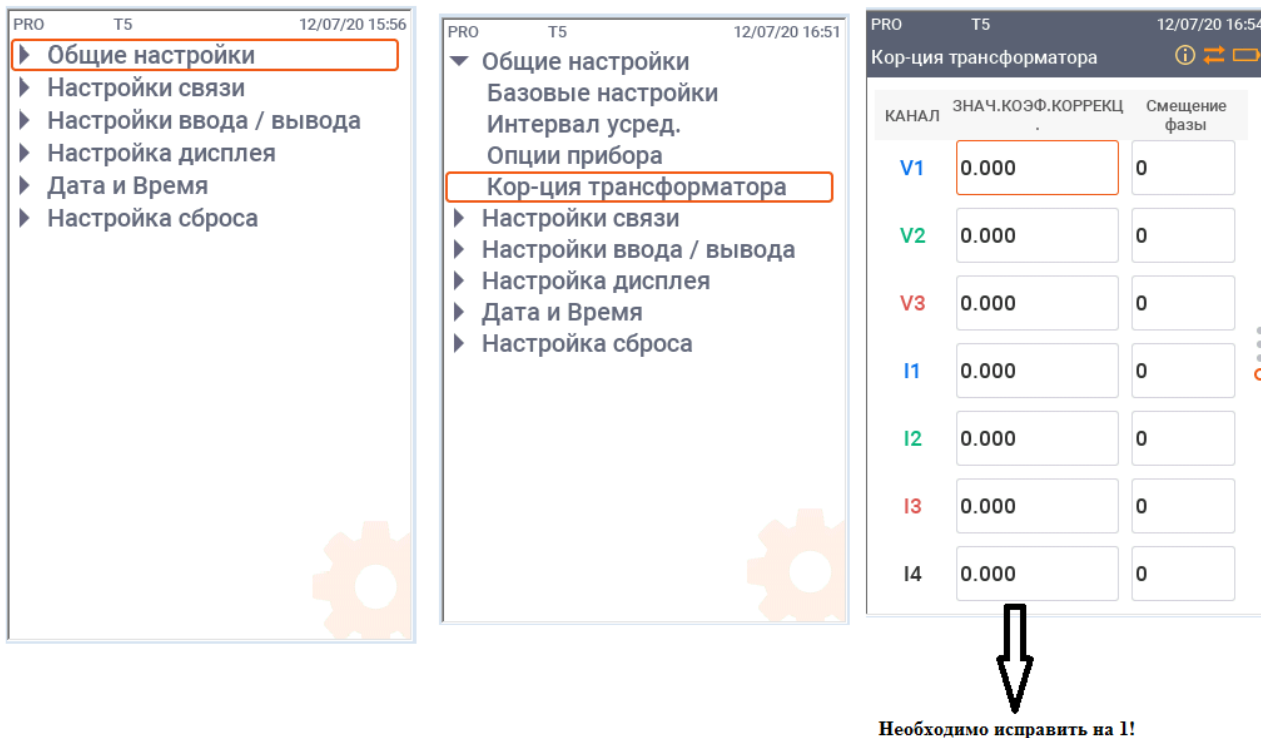 PRO T5 12/07/20 15:56
Общие настройки
Настройки связи
Настройки ввода / вывода
Настройка дисплея
Дата и Время
Настройка сброса
PRO T5 12/07/20 16:51
Общие настройки
Базовые настройки
Интервал усред.
Опции прибора
Кор-ция трансформатора
Настройки связи
Настройки ввода / вывода
Настройка дисплея
Дата и Время
Настройка сброса
PRO T5 12/07/20 16:54
Кор-ция трансформатора
КАНАЛ ЗНАЧ.КОЭФ.КОРРЕКЦ. Смещение фазы
V1 0.000 0
V2 0.000 0
V3 0.000 0
I1 0.000 0
I2 0.000 0
I3 0.000 0
I4 0.000 0
Необходимо исправить на 1!